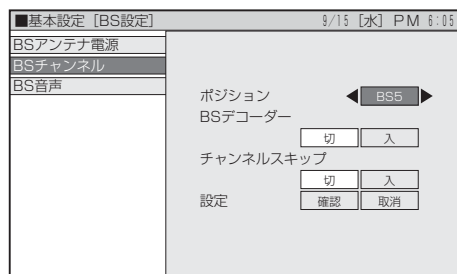 ■基本設定［BS設定］ 9/15［水］PM 6:05
BSアンテナ電源
BSチャンネル
BS音声
ポジション ◀ BS5 ▶
BSデコーダー
切 入
チャンネルスキップ
切 入
設定 確認 取消